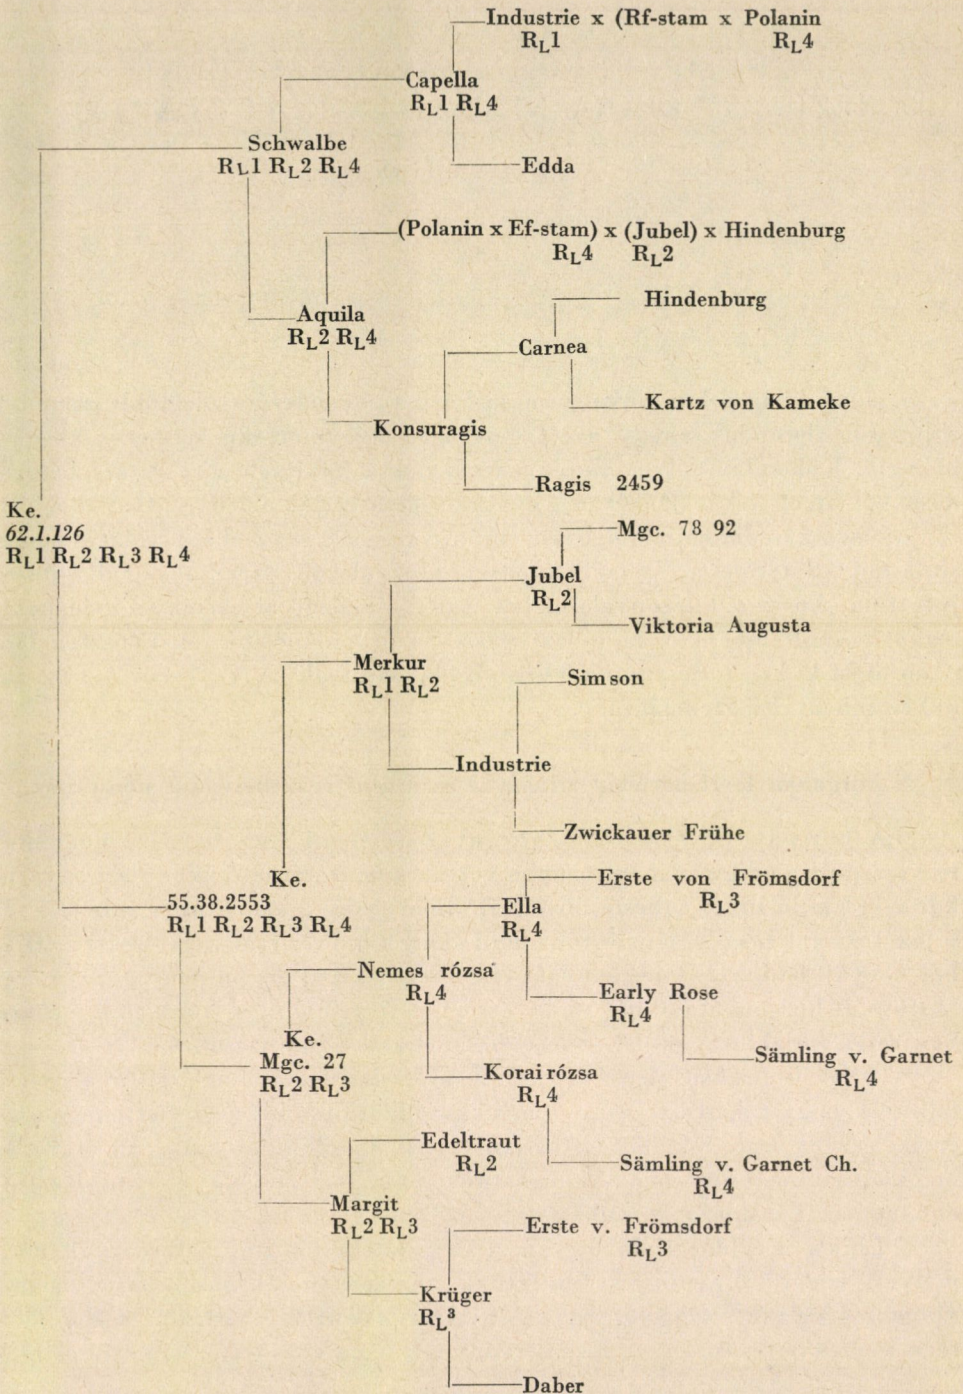 Industrie x (Rf-stam x Polanin
RL1 RL4
Capella
RL1 RL4
Schwalbe
RL1 RL2 RL4
Edda
(Polanin x Ef-stam) x (Jubel) x Hindenburg
RL4 RL2
Hindenburg
Aquila
RL2 RL4
Carnea
Kartz von Kameke
Konsuragis
Ragis 2459
Ke.
62.1.126
RL1 RL2 RL3 RL4
Mgc. 78 92
Jubel
RL2
Viktoria Augusta
Merkur
RL1 RL2
Simson
Industrie
Zwickauer Frühe
Ke.
55.38.2553
RL1 RL2 RL3 RL4
Erste von Frömsdorf
RL3
Ella
RL4
Nemes rózsa
RL4
Early Rose
RL4
Ke.
Mgc. 27
RL2 RL3
Sämling v. Garnet
RL4
Korai rózsa
RL4
Edeltraut
RL2
Sämling v. Garnet Ch.
RL4
Margit
RL2 RL3
Erste v. Frömsdorf
RL3
Krüger
RL3
Daber